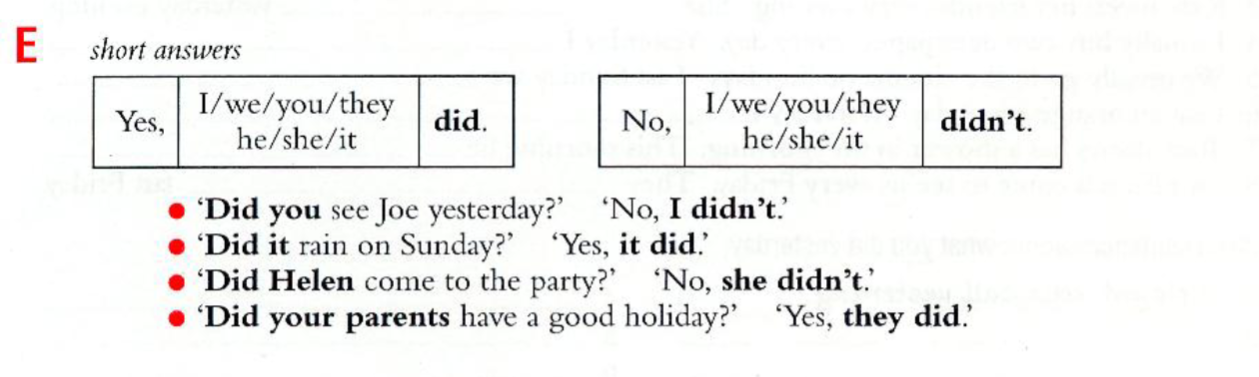 E
short answers
Yes, I/we/you/they he/she/it did.
No, I/we/you/they he/she/it didn't.
• 'Did you see Joe yesterday?' 'No, I didn't.'
• 'Did it rain on Sunday?' 'Yes, it did.'
• 'Did Helen come to the party?' 'No, she didn't.'
• 'Did your parents have a good holiday?' 'Yes, they did.'